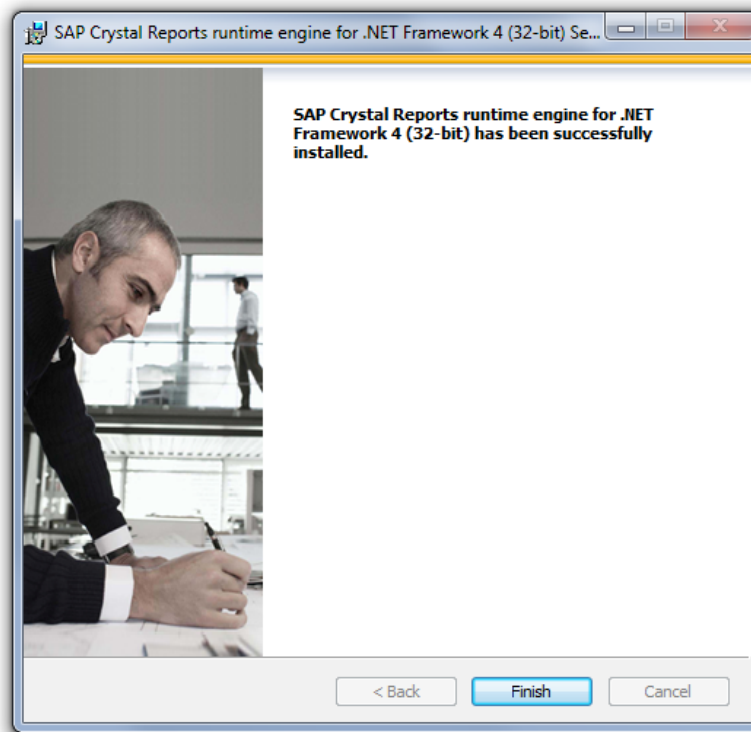 SAP Crystal Reports runtime engine for .NET Framework 4 (32-bit) Se...
SAP Crystal Reports runtime engine for .NET
Framework 4 (32-bit) has been successfully
installed.
< Back
Finish
Cancel